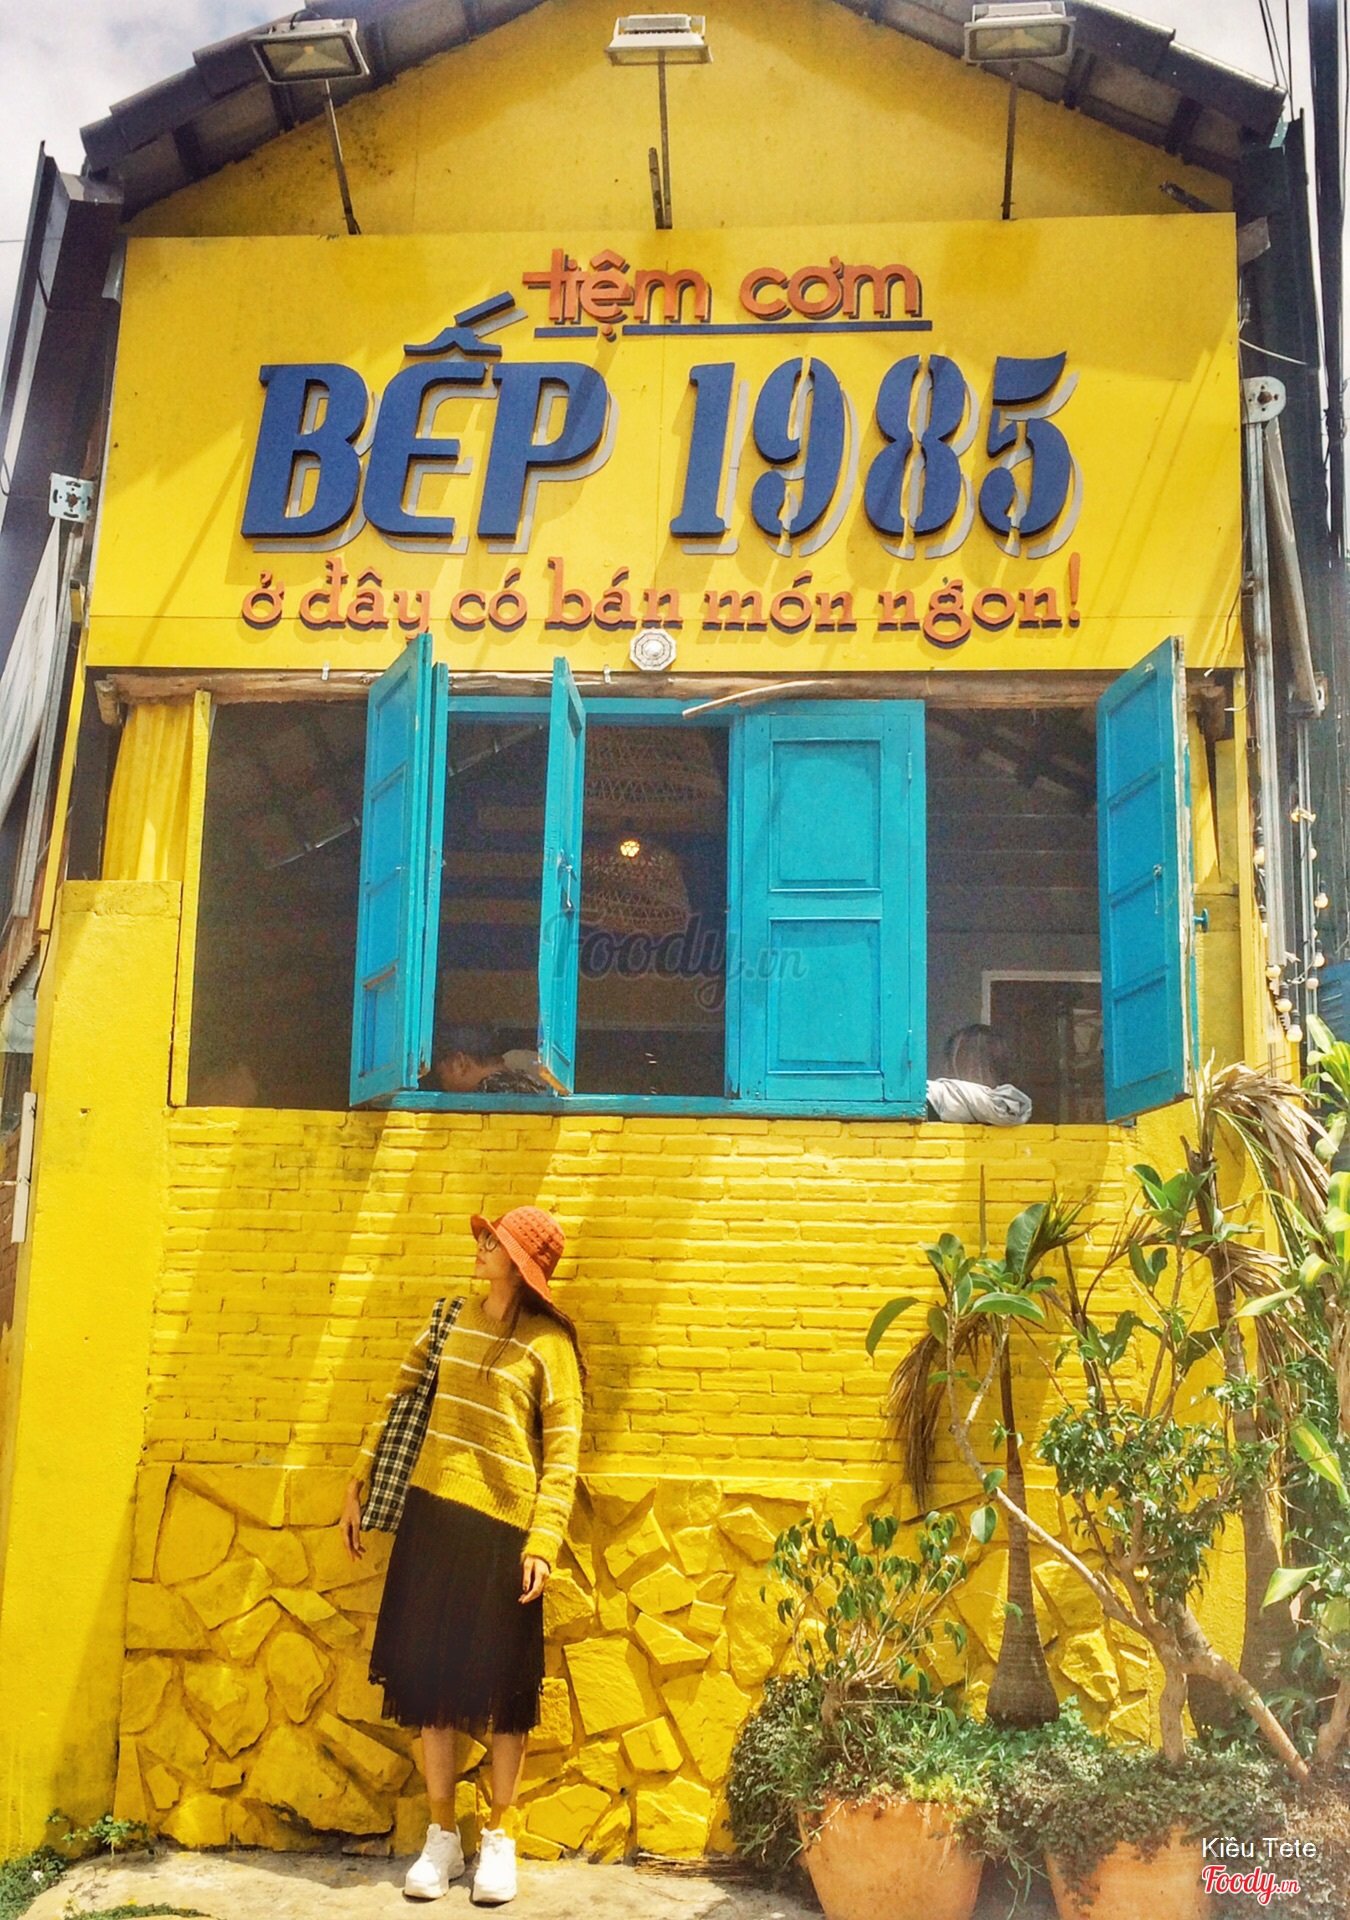 tiệm cơm
BẾP 1985
ở đây có bán món ngon!
Foody.vn
Kiều Tete
Foody.vn